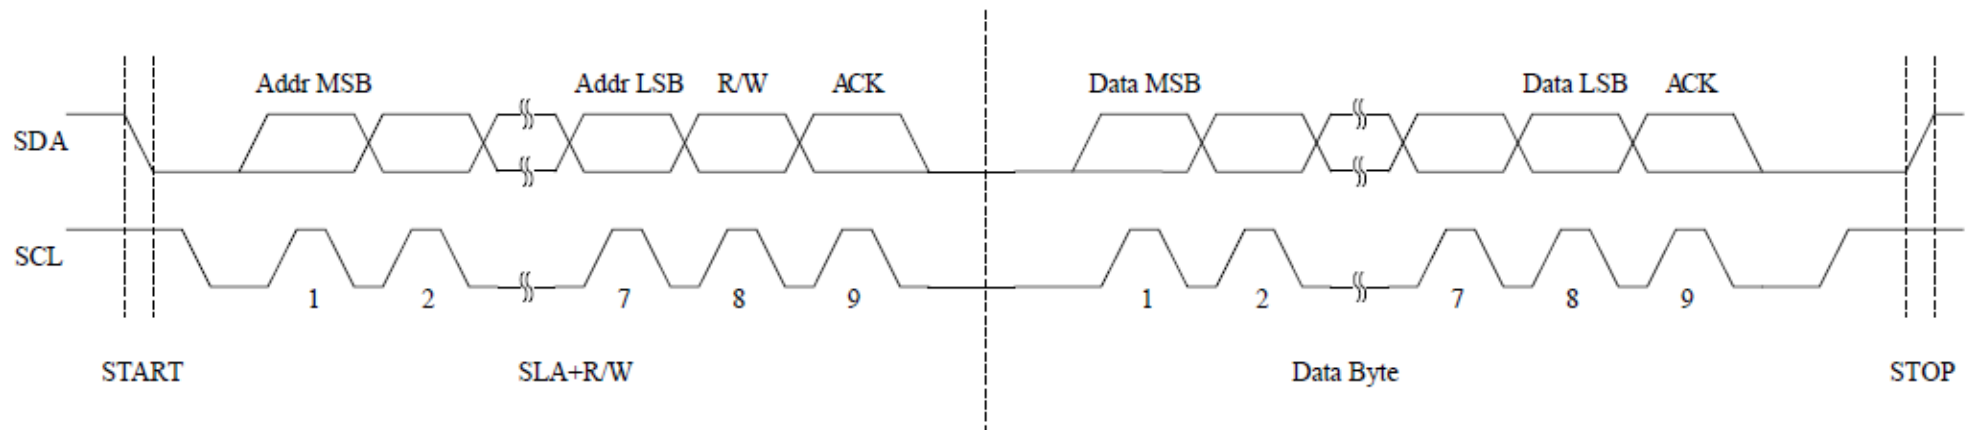 Addr MSB Addr LSB R/W ACK Data MSB Data LSB ACK
SDA
SCL
1 2 7 8 9 1 2 7 8 9
START SLA+R/W Data Byte STOP